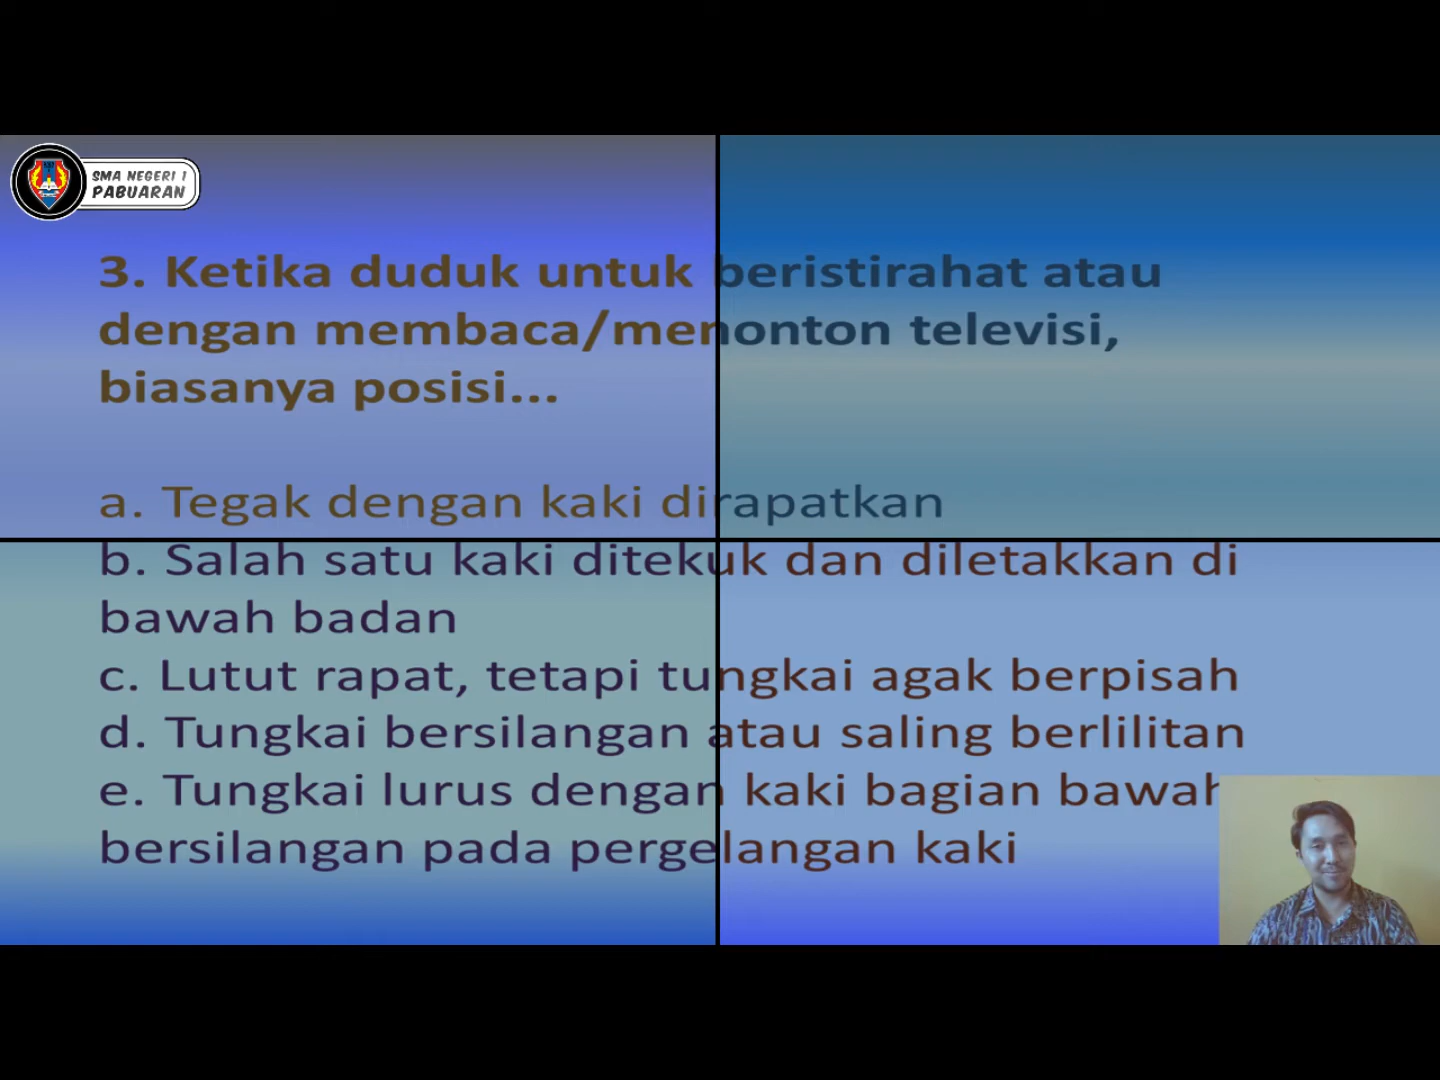 SMA NEGERI 1
PABUARAN
3. Ketika duduk untuk beristirahat atau
dengan membaca/menonton televisi,
biasanya posisi...
a. Tegak dengan kaki dirapatkan
b. Salah satu kaki ditekuk dan diletakkan di
bawah badan
c. Lutut rapat, tetapi tungkai agak berpisah
d. Tungkai bersilangan atau saling berlilitan
e. Tungkai lurus dengan kaki bagian bawah
bersilangan pada pergelangan kaki